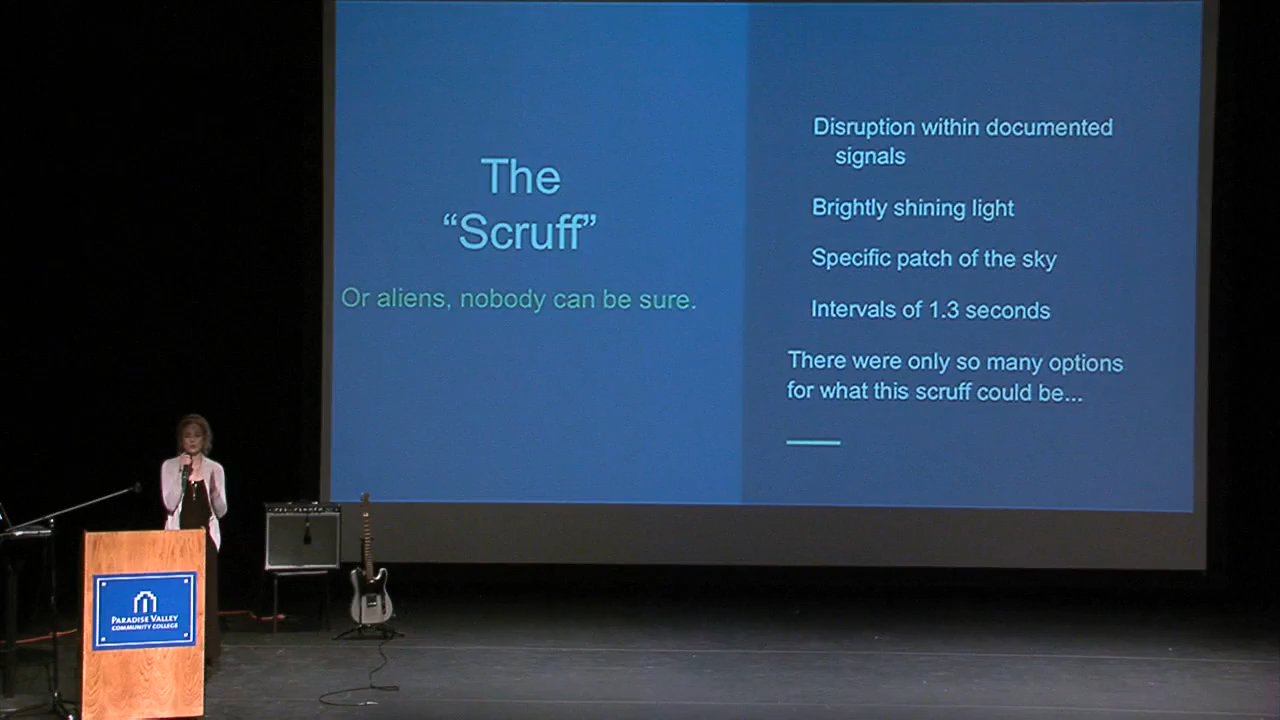 The
“Scruff”
Or aliens, nobody can be sure.
Disruption within documented
signals
Brightly shining light
Specific patch of the sky
Intervals of 1.3 seconds
There were only so many options
for what this scruff could be...
PARADISE VALLEY
COMMUNITY COLLEGE